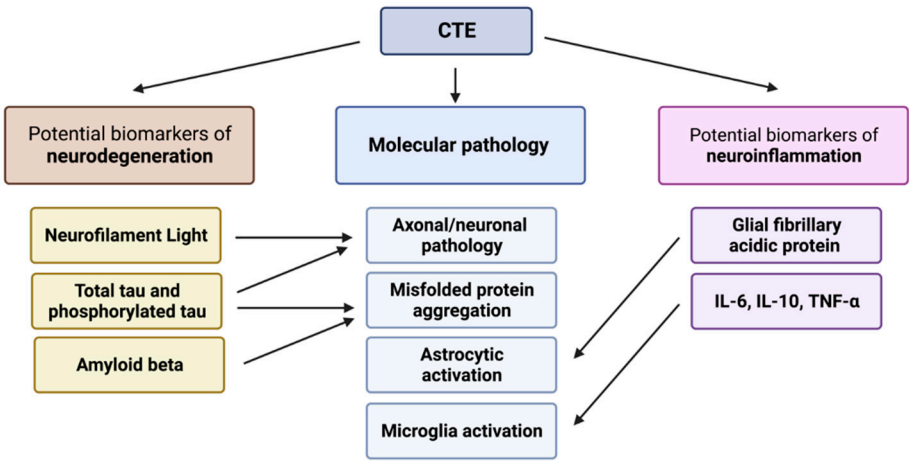 CTE
Potential biomarkers of
neurodegeneration
Molecular pathology
Potential biomarkers of
neuroinflammation
Neurofilament Light
Total tau and
phosphorylated tau
Amyloid beta
Axonal/neuronal
pathology
Misfolded protein
aggregation
Astrocytic
activation
Microglia activation
Glial fibrillary
acidic protein
IL-6, IL-10, TNF-α